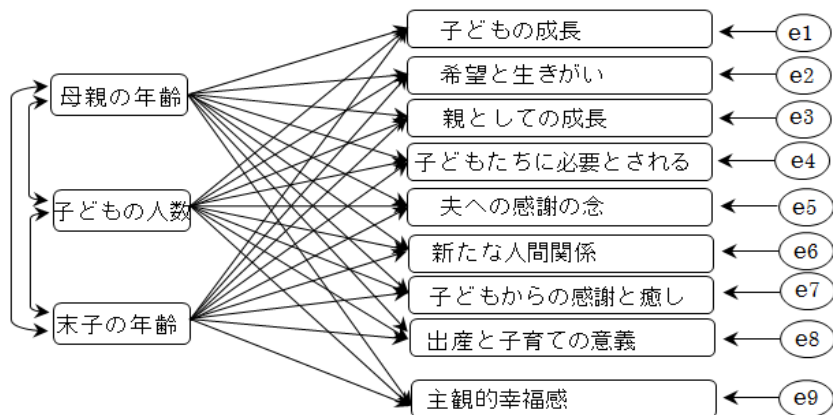 母親の年齢
子どもの人数
末子の年齢
子どもの成長
希望と生きがい
親としての成長
子どもたちに必要とされる
夫への感謝の念
新たな人間関係
子どもからの感謝と癒し
出産と子育ての意義
主観的幸福感
e1
e2
e3
e4
e5
e6
e7
e8
e9